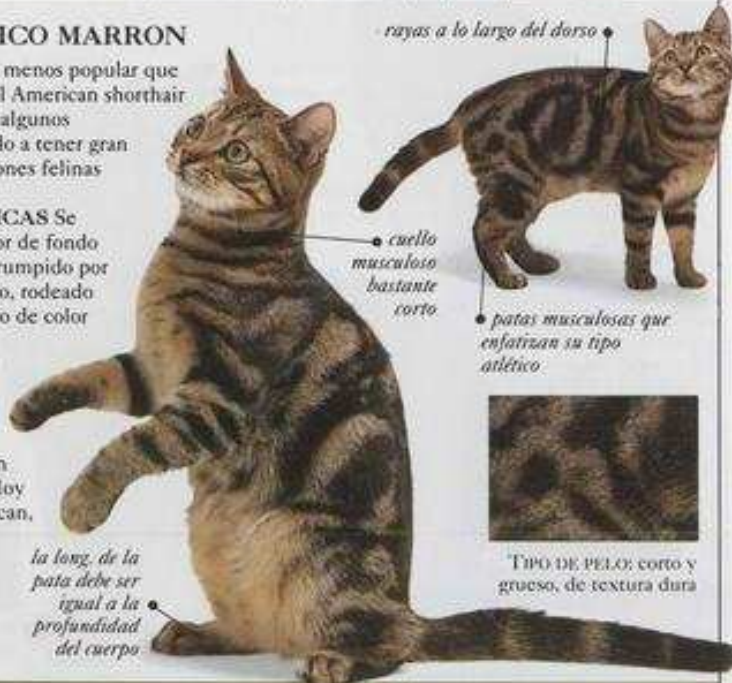 ICO MARRON
menos popular que
l American shorthair
algunos
lo a tener gran
ones felinas
ICAS Se
or de fondo
rumpido por
o, rodeado
o de color
n
loy
can,
rayas a lo largo del dorso
cuello
musculoso
bastante
corto
patas musculosas que
enfatizan su tipo
atlético
TIPO DE PELO: corto y
grueso, de textura dura
la long. de la
pata debe ser
igual a la
profundidad
del cuerpo